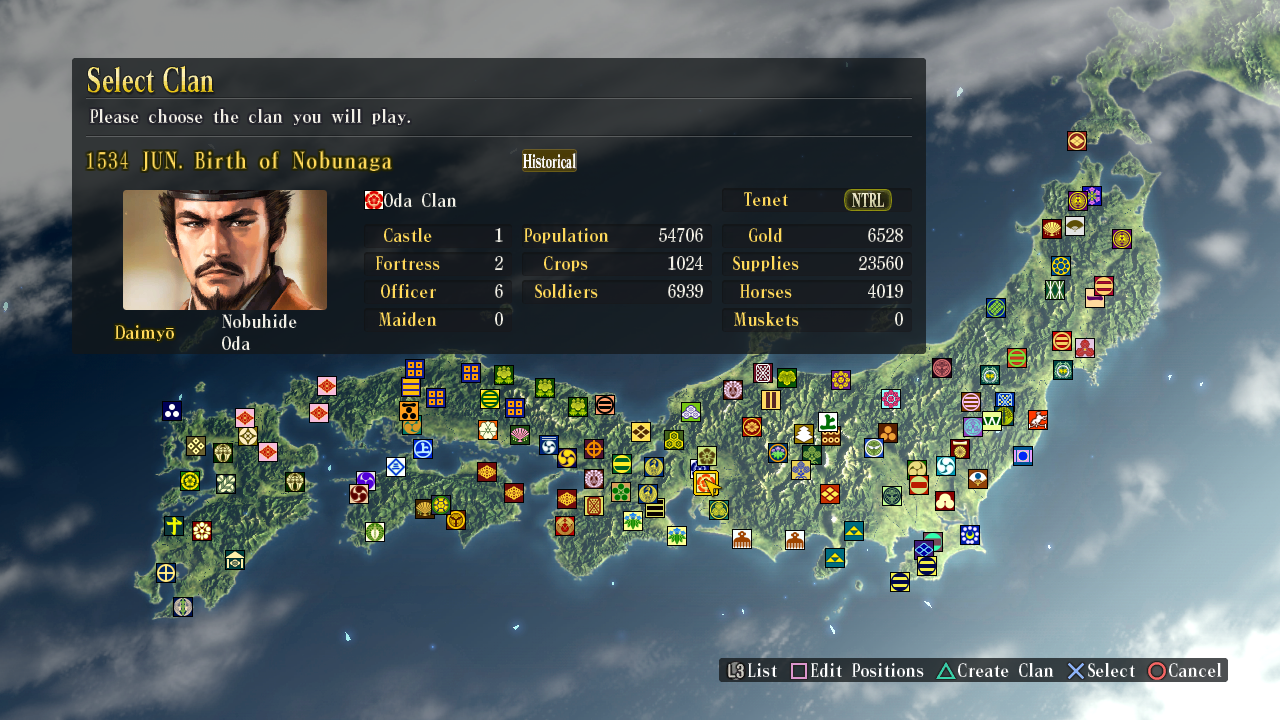 Select Clan
Please choose the clan you will play.
1534 JUN. Birth of Nobunaga Historical
Oda Clan Tenet NTRL
Castle 1 Population 54706 Gold 6528
Fortress 2 Crops 1024 Supplies 23560
Officer 6 Soldiers 6939 Horses 4019
Maiden 0 Muskets 0
Daimyō Nobuhide
Oda
L3 List Edit Positions Create Clan Select Cancel